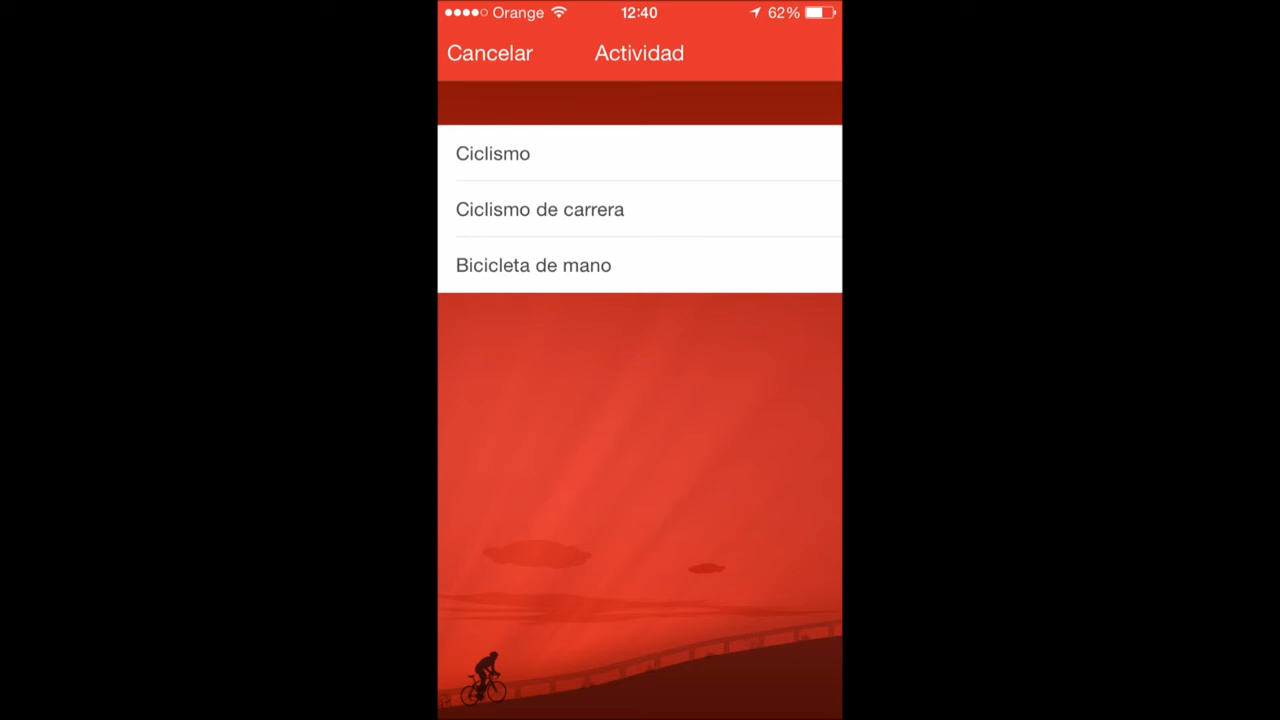 Orange 12:40 62%
Cancelar Actividad
Ciclismo
Ciclismo de carrera
Bicicleta de mano